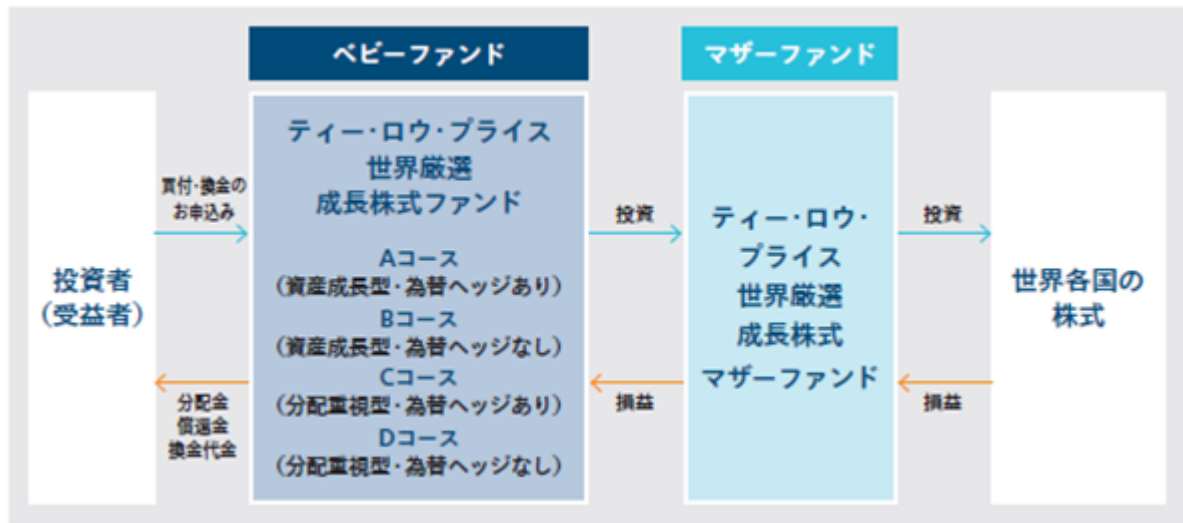 ベビーファンド
マザーファンド
投資者
(受益者)
買付・換金の
お申込み
分配金
償還金
換金代金
ティー・ロウ・プライス
世界厳選
成長株式ファンド
Aコース
(資産成長型・為替ヘッジあり)
Bコース
(資産成長型・為替ヘッジなし)
Cコース
(分配重視型・為替ヘッジあり)
Dコース
(分配重視型・為替ヘッジなし)
投資
損益
ティー・ロウ・
プライス
世界厳選
成長株式
マザーファンド
投資
損益
世界各国の
株式